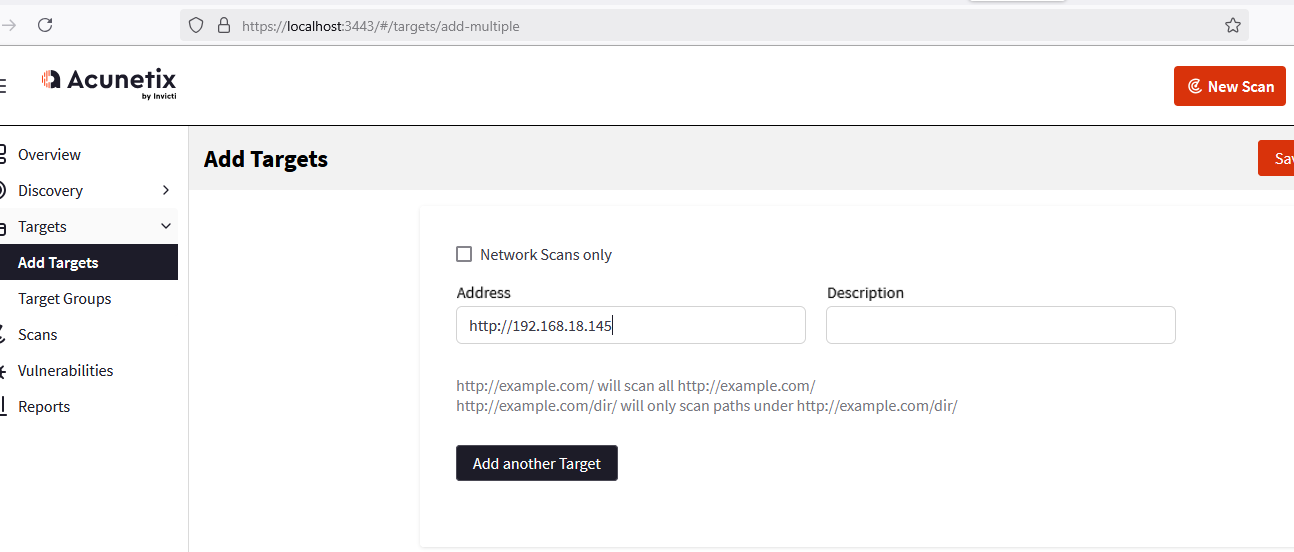 https://localhost:3443/#/targets/add-multiple
Acunetix
by Invicti
New Scan
Overview
Discovery
Targets
Add Targets
Target Groups
Scans
Vulnerabilities
Reports
Add Targets
Network Scans only
Address Description
http://192.168.18.145
http://example.com/ will scan all http://example.com/
http://example.com/dir/ will only scan paths under http://example.com/dir/
Add another Target